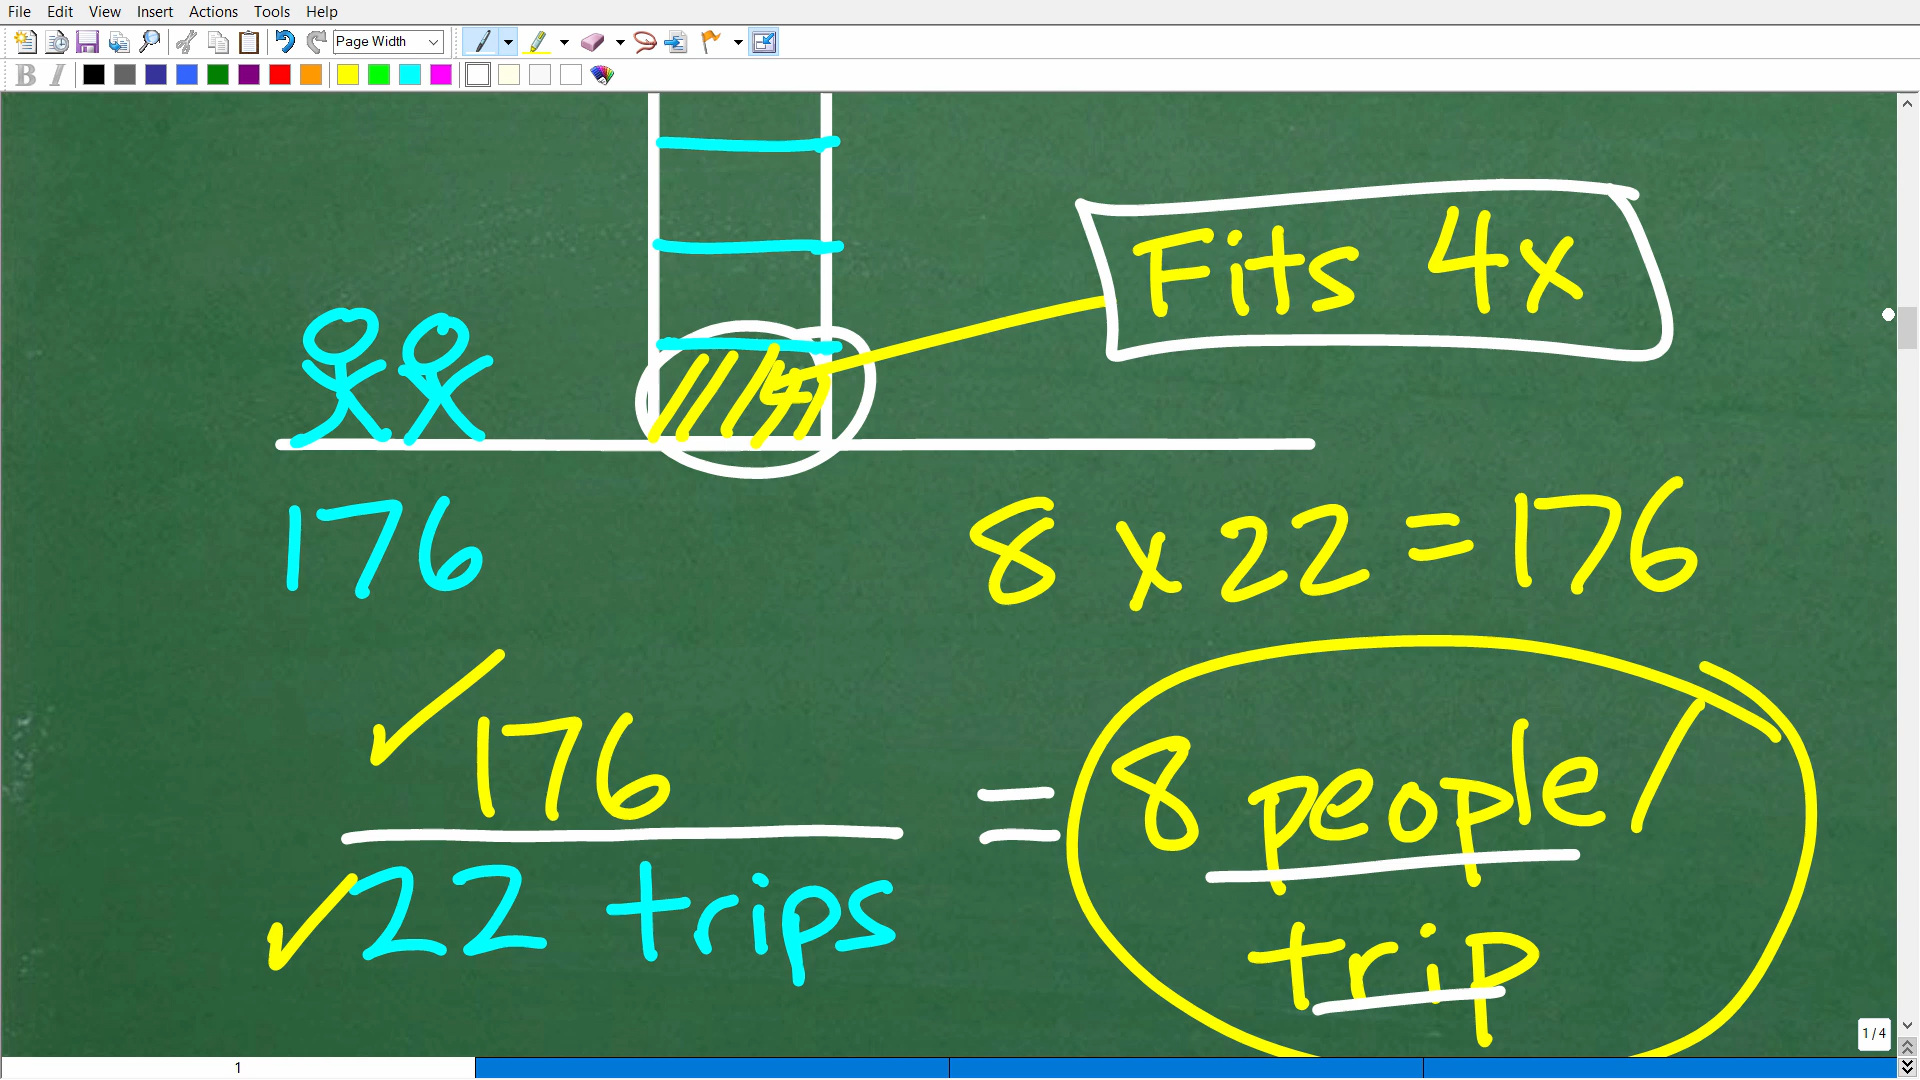 File Edit View Insert Actions Tools Help
Page Width
B I
Fits 4x
176
8 x 22 = 176
176
22 trips
= 8 people/
trip
1 / 4
1